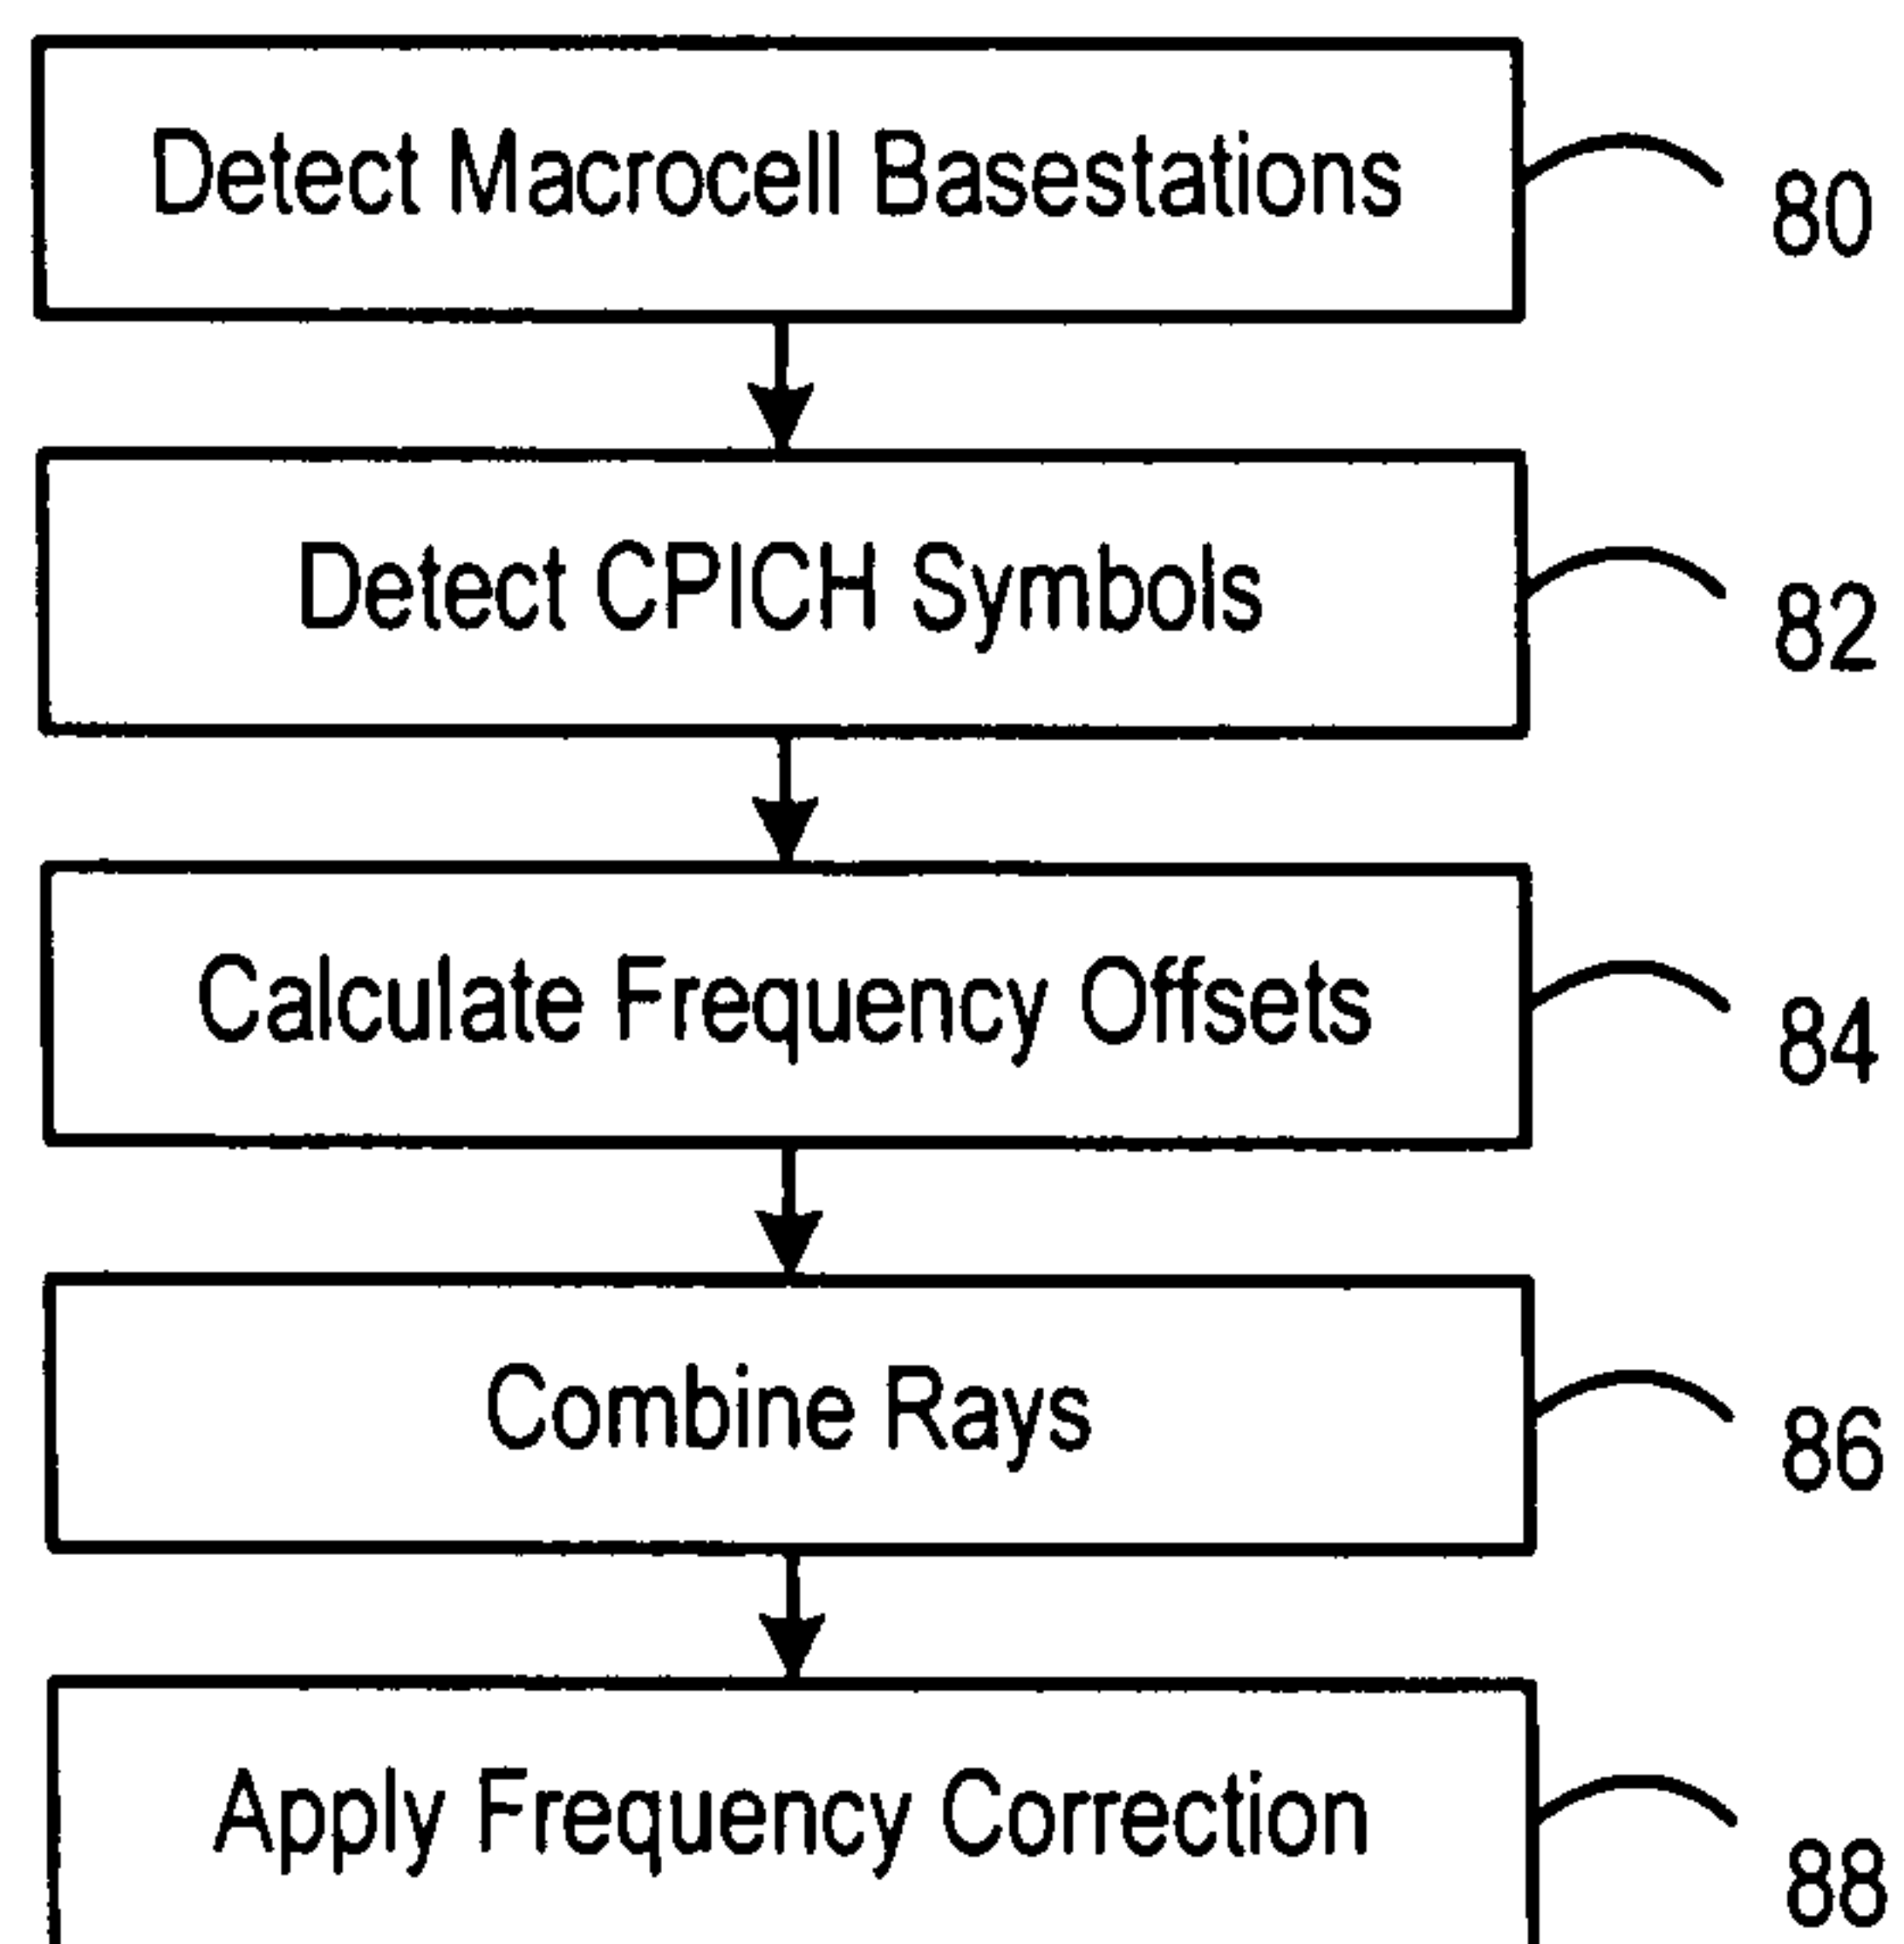 Detect Macrocell Basestations
80
Detect CPICH Symbols
82
Calculate Frequency Offsets
84
Combine Rays
86
Apply Frequency Correction
88